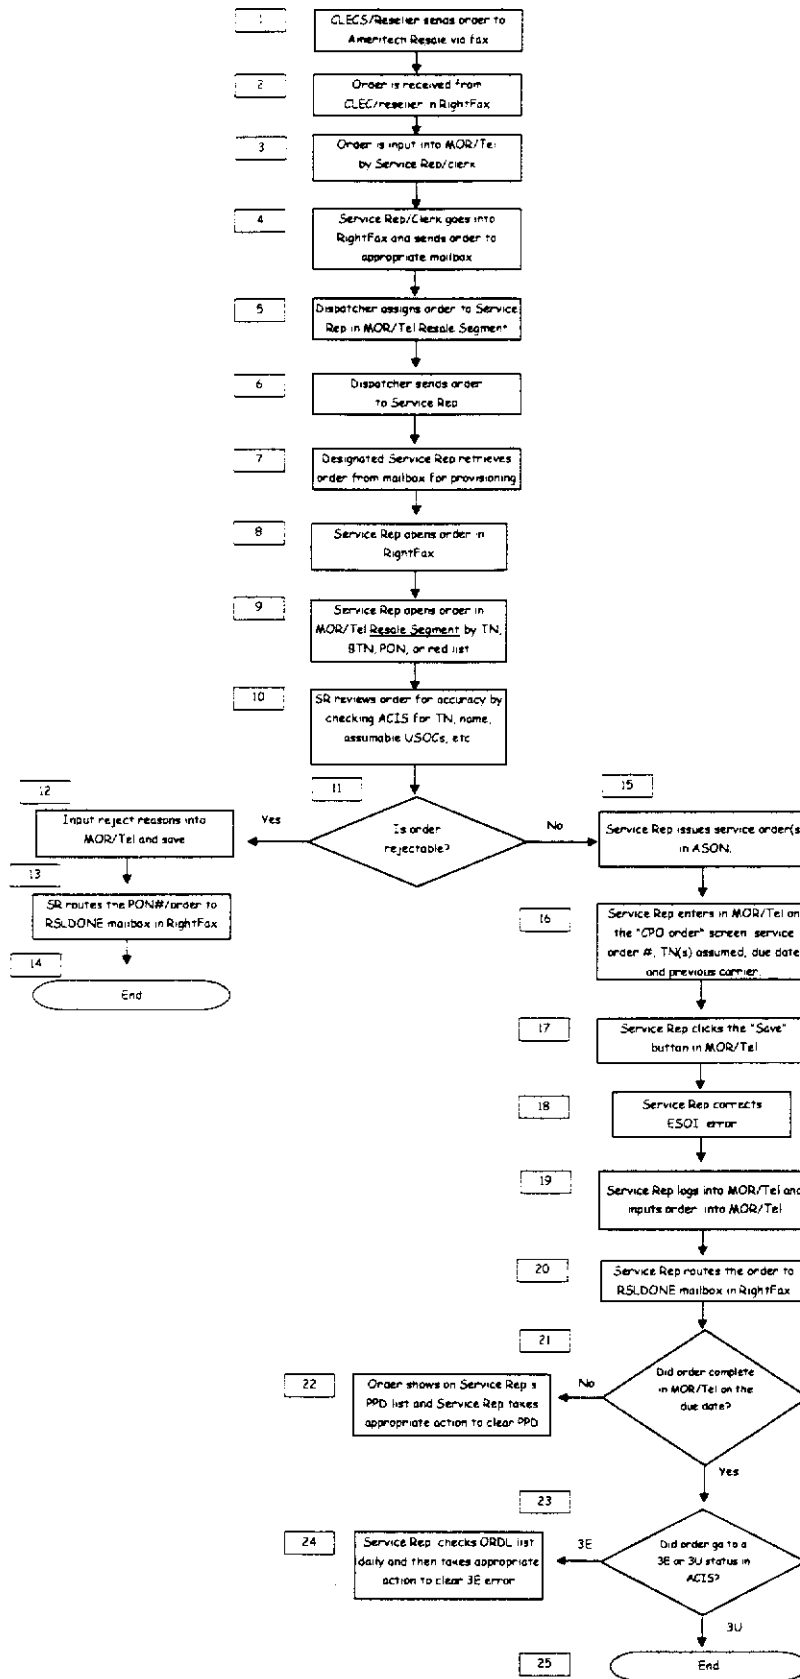 1
CLECS/Reseller sends order to
Ameritech Resale via fax
2
Order is received from
CLEC/reseller in RightFax
3
Order is input into MOR/Tel
by Service Rep/clerk
4
Service Rep/Clerk goes into
RightFax and sends order to
appropriate mailbox
5
Dispatcher assigns order to Service
Rep in MOR/Tel Resale Segment
6
Dispatcher sends order
to Service Rep
7
Designated Service Rep retrieves
order from mailbox for provisioning
8
Service Rep opens order in
RightFax
9
Service Rep opens order in
MOR/Tel Resale Segment by TN,
BTN, PON, or red list
10
SR reviews order for accuracy by
checking ACIS for TN, name,
assumable USOCs, etc
11
Is order
rejectable?
Yes
No
12
Input reject reasons into
MOR/Tel and save
13
SR routes the PON#/order to
RSLDONE mailbox in RightFax
14
End
15
Service Rep issues service order(s
in ASON.
16
Service Rep enters in MOR/Tel on
the "CPO order" screen: service
order #, TN(s) assumed, due date
and previous carrier.
17
Service Rep clicks the "Save"
button in MOR/Tel
18
Service Rep corrects
ESOI error
19
Service Rep logs into MOR/Tel and
inputs order into MOR/Tel
20
Service Rep routes the order to
RSLDONE mailbox in RightFax
21
Did order complete
in MOR/Tel on the
due date?
No
Yes
22
Order shows on Service Rep's
PPD list and Service Rep takes
appropriate action to clear PPD
23
Did order go to a
3E or 3U status in
ACIS?
3E
3U
24
Service Rep checks ORDL list
daily and then takes appropriate
action to clear 3E error
25
End